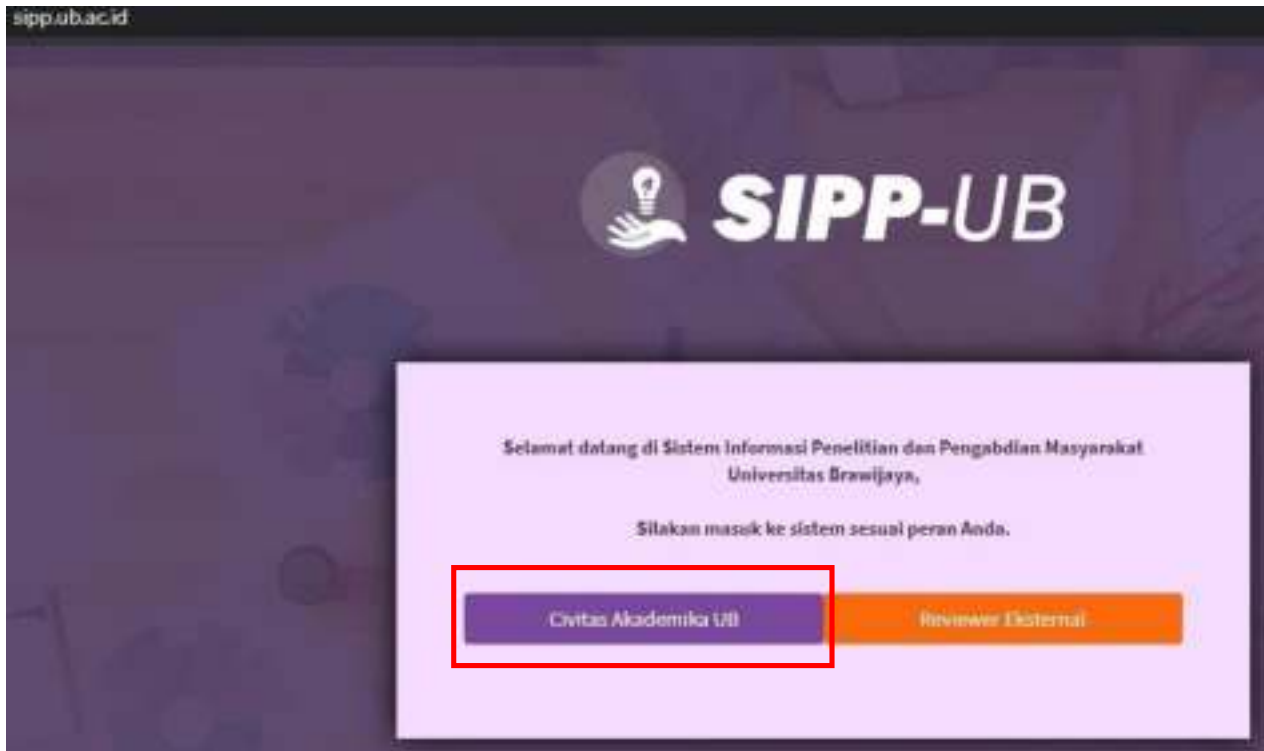 sipp.ub.ac.id
SIPP-UB
Selamat datang di Sistem Informasi Penelitian dan Pengabdian Masyarakat
Universitas Brawijaya,
Silakan masuk ke sistem sesuai peran Anda.
Civitas Akademika UB
Reviewer Eksternal